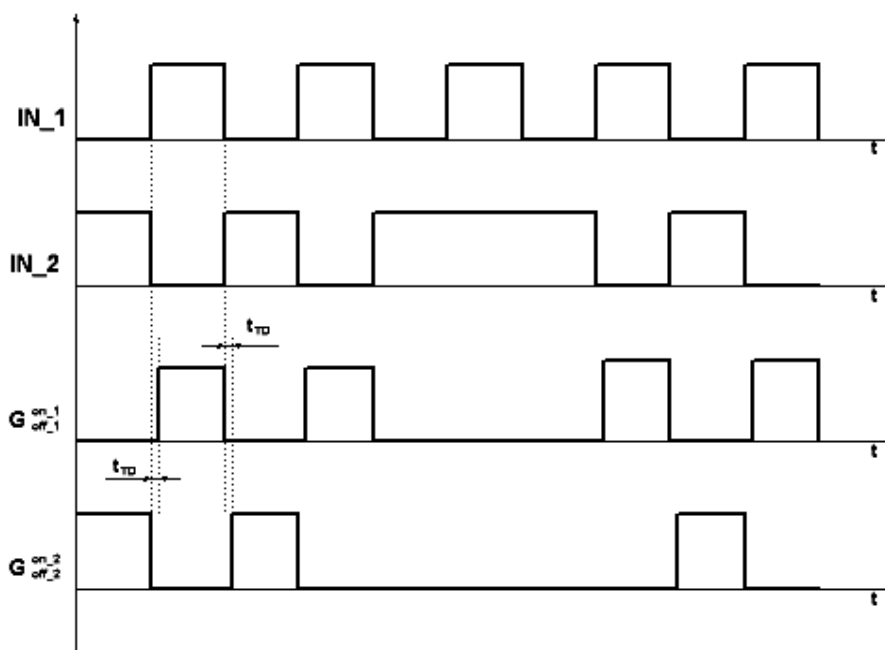 IN_1
t
IN_2
t
t_TD
G on_1 off_1
t
t_TD
G on_2 off_2
t